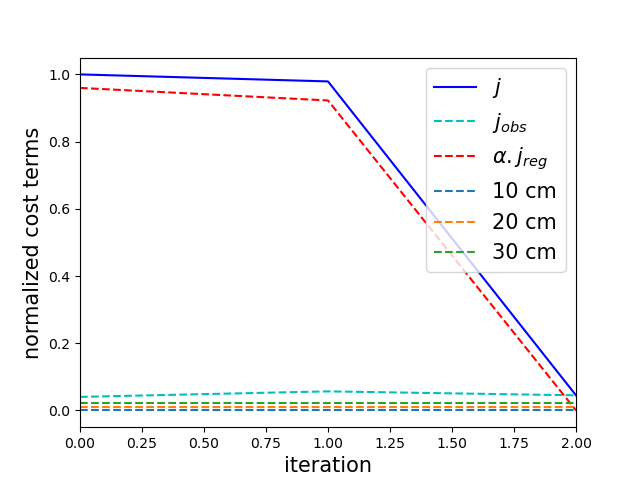 1.0
0.8
0.6
0.4
0.2
0.0
normalized cost terms
0.00 0.25 0.50 0.75 1.00 1.25 1.50 1.75 2.00
iteration
j
j_obs
α.j_reg
10 cm
20 cm
30 cm